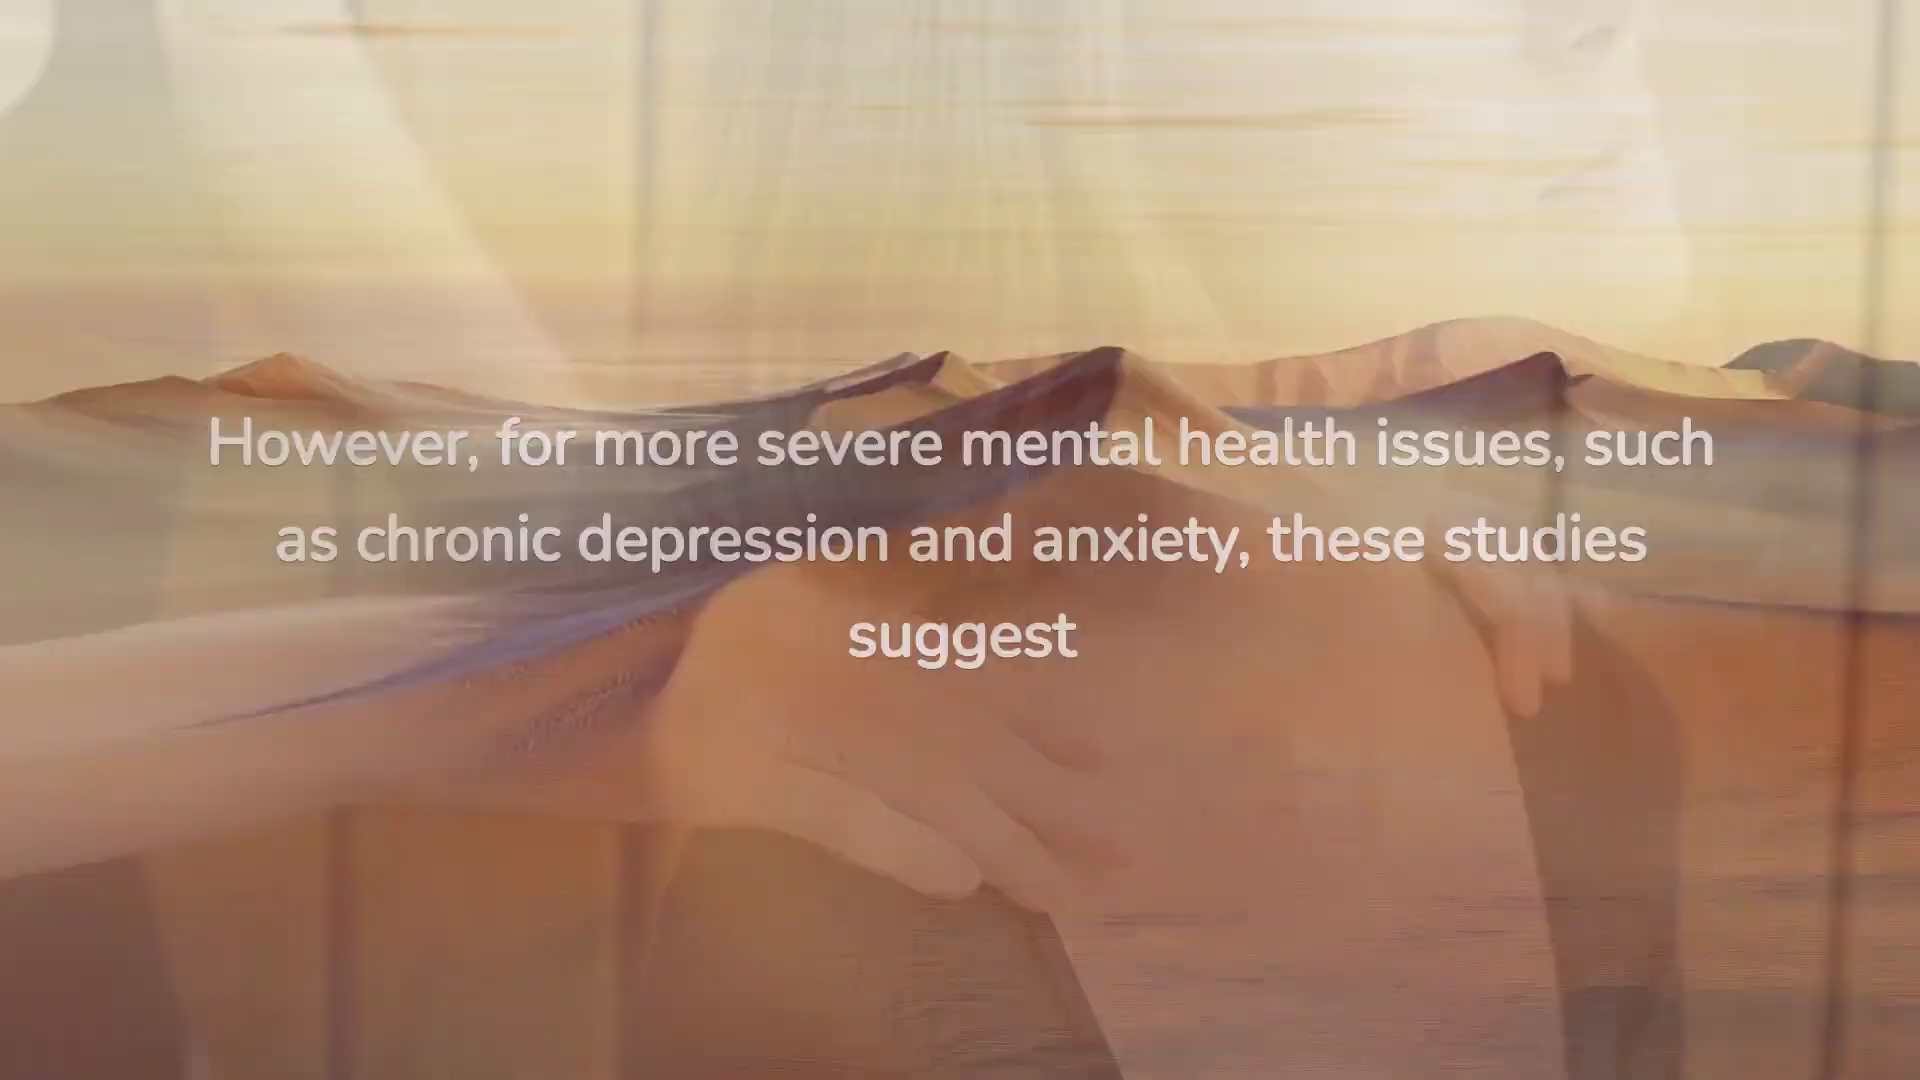 However, for more severe mental health issues, such
as chronic depression and anxiety, these studies
suggest